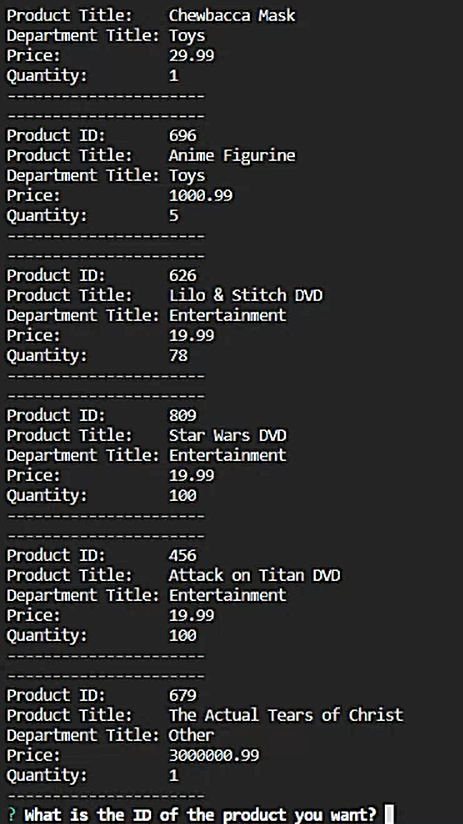 Product Title:    Chewbacca Mask
Department Title: Toys
Price:            29.99
Quantity:         1
----------------------
----------------------
Product ID:       696
Product Title:    Anime Figurine
Department Title: Toys
Price:            1000.99
Quantity:         5
----------------------
----------------------
Product ID:       626
Product Title:    Lilo & Stitch DVD
Department Title: Entertainment
Price:            19.99
Quantity:         78
----------------------
----------------------
Product ID:       809
Product Title:    Star Wars DVD
Department Title: Entertainment
Price:            19.99
Quantity:         100
----------------------
----------------------
Product ID:       456
Product Title:    Attack on Titan DVD
Department Title: Entertainment
Price:            19.99
Quantity:         100
----------------------
----------------------
Product ID:       679
Product Title:    The Actual Tears of Christ
Department Title: Other
Price:            3000000.99
Quantity:         1
----------------------
? What is the ID of the product you want?